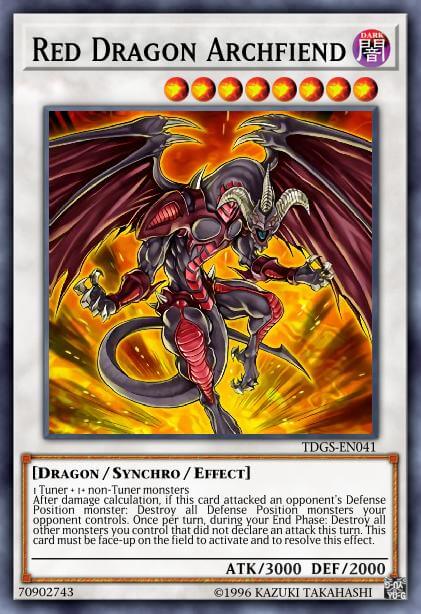 RED DRAGON ARCHFIEND
DARK
闇
TDGS-EN041
[DRAGON / SYNCHRO / EFFECT]
1 Tuner + 1+ non-Tuner monsters
After damage calculation, if this card attacked an opponent's Defense
Position monster: Destroy all Defense Position monsters your
opponent controls. Once per turn, during your End Phase: Destroy all
other monsters you control that did not declare an attack this turn. This
card must be face-up on the field to activate and to resolve this effect.
ATK/3000 DEF/2000
70902743
©1996 KAZUKI TAKAHASHI